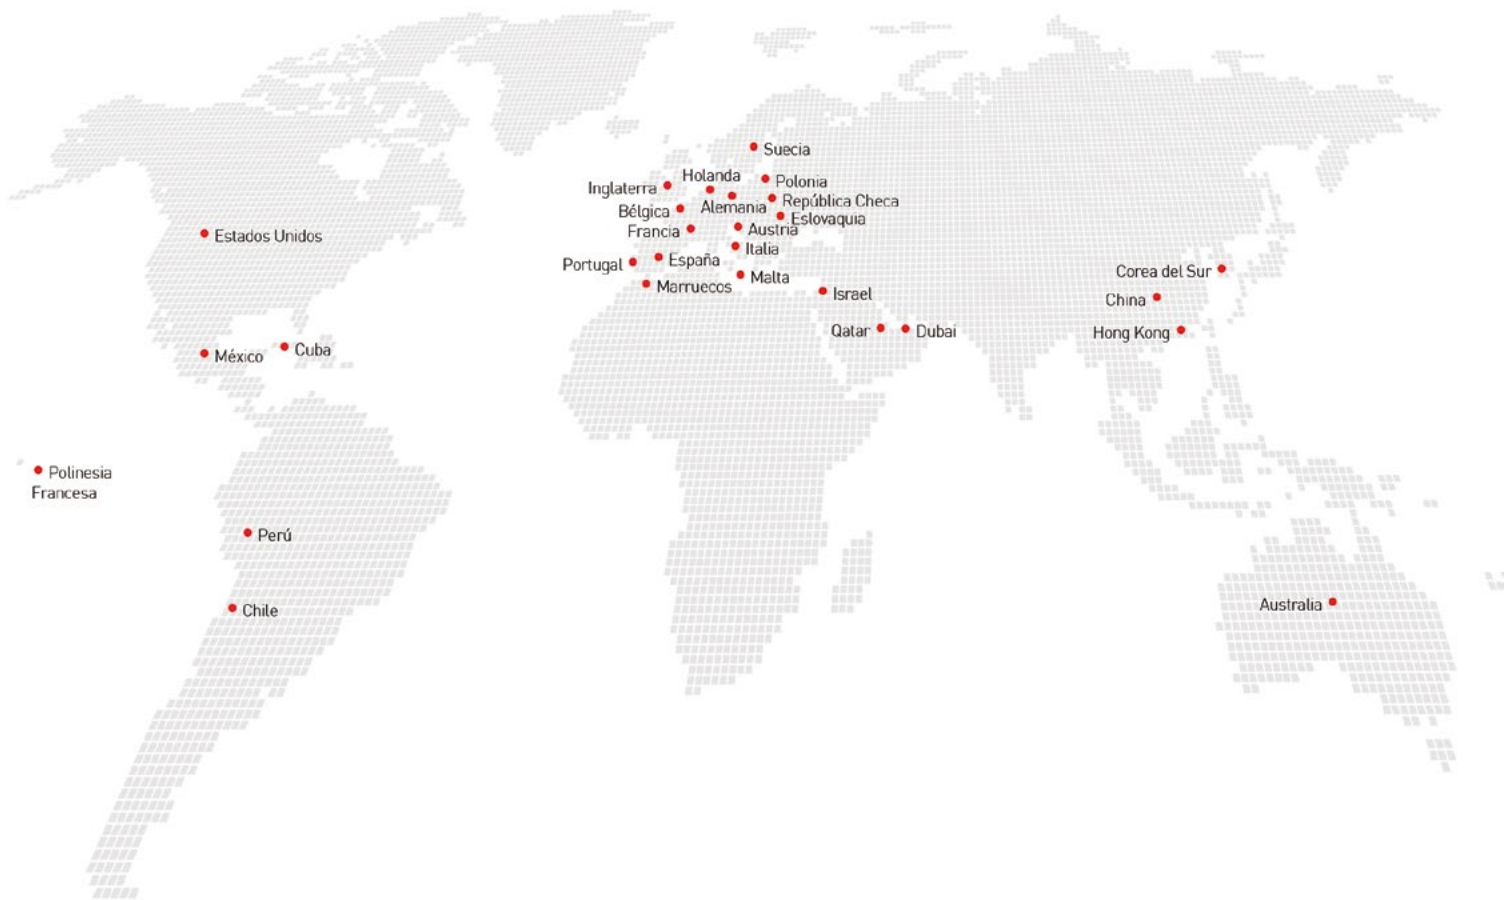 Suecia
Holanda
Polonia
Inglaterra
República Checa
Alemania
Bélgica
Eslovaquia
Francia
Austria
Estados Unidos
Italia
España
Portugal
Corea del Sur
Malta
Marruecos
Israel
China
Qatar
Dubai
Hong Kong
Cuba
México
Polinesia
Francesa
Perú
Australia
Chile